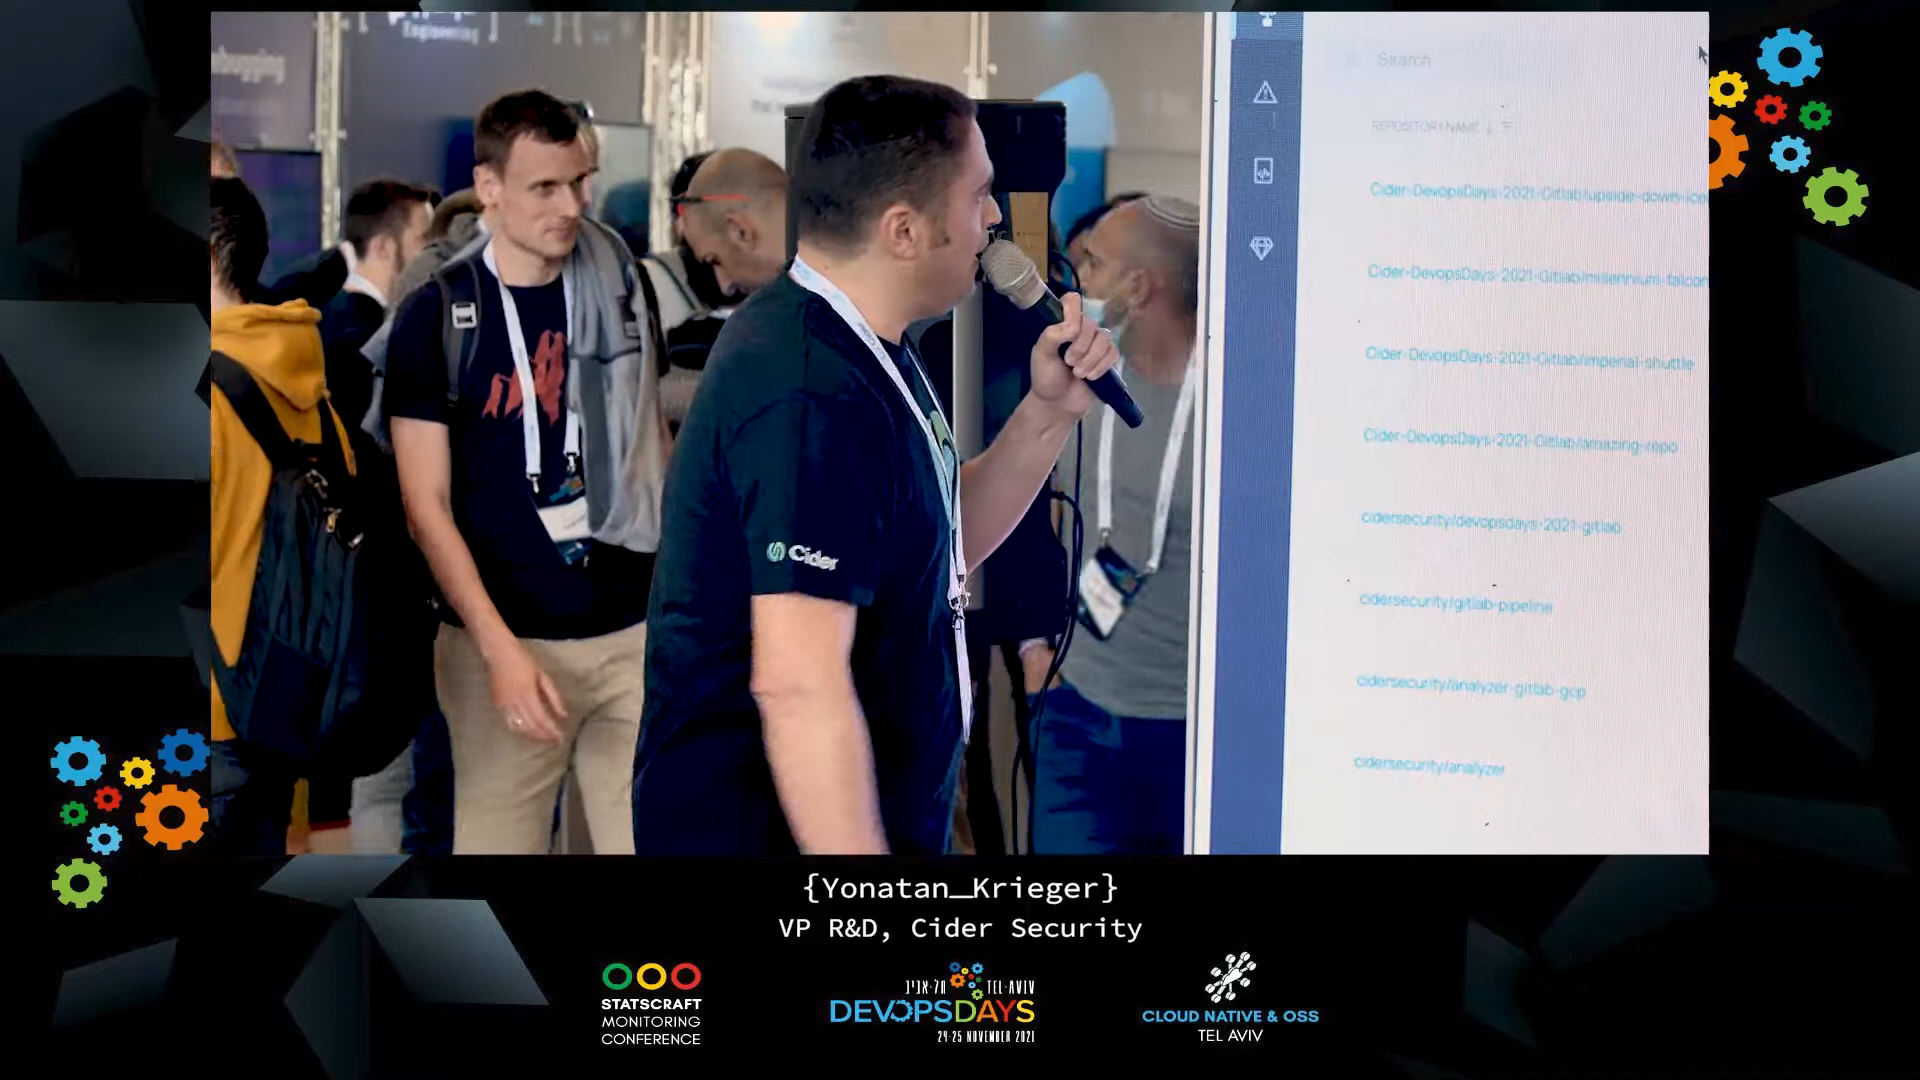 Engineering
Search
REPOSITORY NAME
Cider-DevopsDays-2021-Gitlab/upside-down-ice
Cider-DevopsDays-2021-Gitlab/millennium-falcon
Cider-DevopsDays-2021-Gitlab/imperial-shuttle
Cider-DevopsDays-2021-Gitlab/amazing-repo
cidersecurity/devopsdays-2021-gitlab
cidersecurity/gitlab-pipeline
cidersecurity/analyzer-gitlab-gcp
cidersecurity/analyzer
Cider
{Yonatan_Krieger}
VP R&D, Cider Security
STATSCRAFT
MONITORING
CONFERENCE
תל-אביב TEL-AVIV
DEVOPSDAYS
24-25 NOVEMBER 2021
CLOUD NATIVE & OSS
TEL AVIV